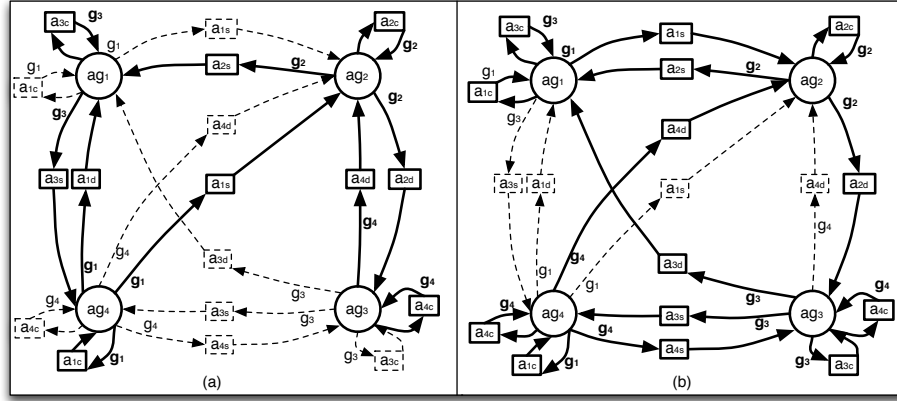 a3c g3 g1 a1s a2c g2
g1 a1c ag1 a2s g2 ag2
g3 a4d g2
a3s a1d a1s a4d a2d
g4 g4
g1 g1 a3d
g4 ag4 a3s g3 g3 ag3 g4
a4c g4 a4s a4c
a1c g1 g3 a3c
(a)
a3c g3 g1 a1s a2c g2
g1 a1c ag1 a2s g2 ag2
g3 a4d g2
a3s a1d a1s a4d a2d
g4 g4
g1 g1 a3d
g4 ag4 a3s g3 g3 ag3 g4
a4c g4 a4s a4c
a1c g1 g3 a3c
(b)